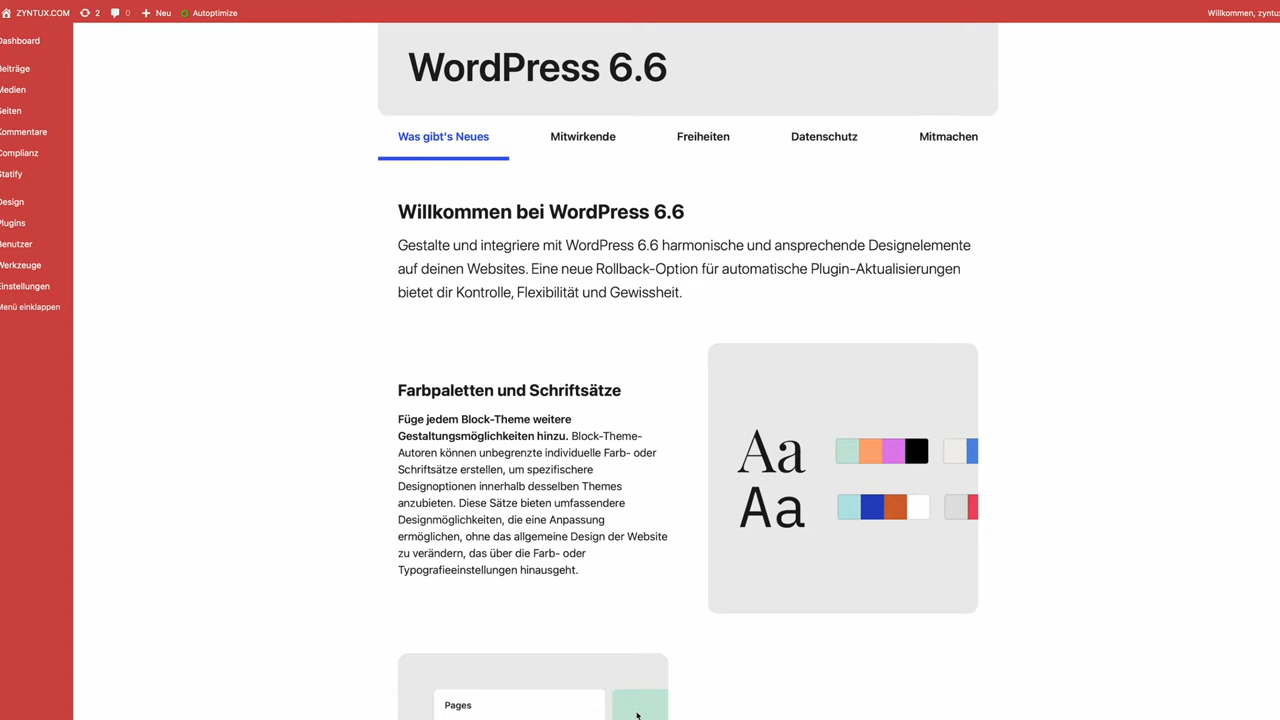 ZYNTUX.COM 2 0 Neu Autoptimize Willkommen, zyntux
Dashboard
Beiträge
Medien
Seiten
Kommentare
Complianz
Statify
Design
Plugins
Benutzer
Werkzeuge
Einstellungen
Menü einklappen
WordPress 6.6
Was gibt's Neues Mitwirkende Freiheiten Datenschutz Mitmachen
Willkommen bei WordPress 6.6
Gestalte und integriere mit WordPress 6.6 harmonische und ansprechende Designelemente
auf deinen Websites. Eine neue Rollback-Option für automatische Plugin-Aktualisierungen
bietet dir Kontrolle, Flexibilität und Gewissheit.
Farbpaletten und Schriftsätze
Füge jedem Block-Theme weitere
Gestaltungsmöglichkeiten hinzu. Block-Theme-
Autoren können unbegrenzte individuelle Farb- oder
Schriftsätze erstellen, um spezifischere
Designoptionen innerhalb desselben Themes
anzubieten. Diese Sätze bieten umfassendere
Designmöglichkeiten, die eine Anpassung
ermöglichen, ohne das allgemeine Design der Website
zu verändern, das über die Farb- oder
Typografieeinstellungen hinausgeht.
Aa
Aa
Pages